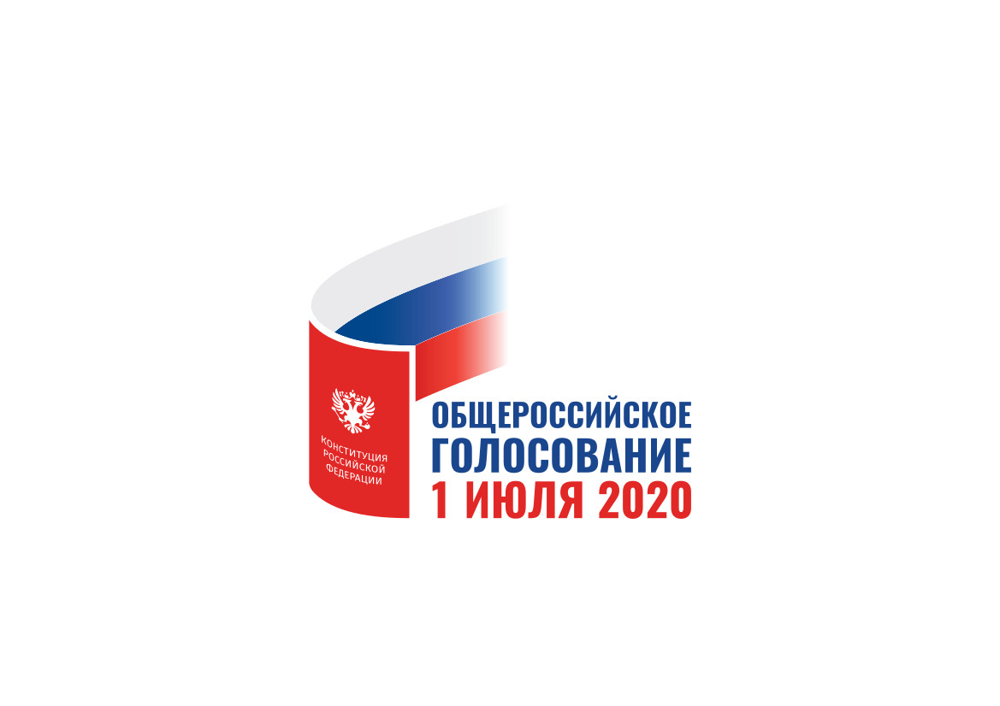 КОНСТИТУЦИЯ
РОССИЙСКОЙ
ФЕДЕРАЦИИ
ОБЩЕРОССИЙСКОЕ
ГОЛОСОВАНИЕ
1 ИЮЛЯ 2020